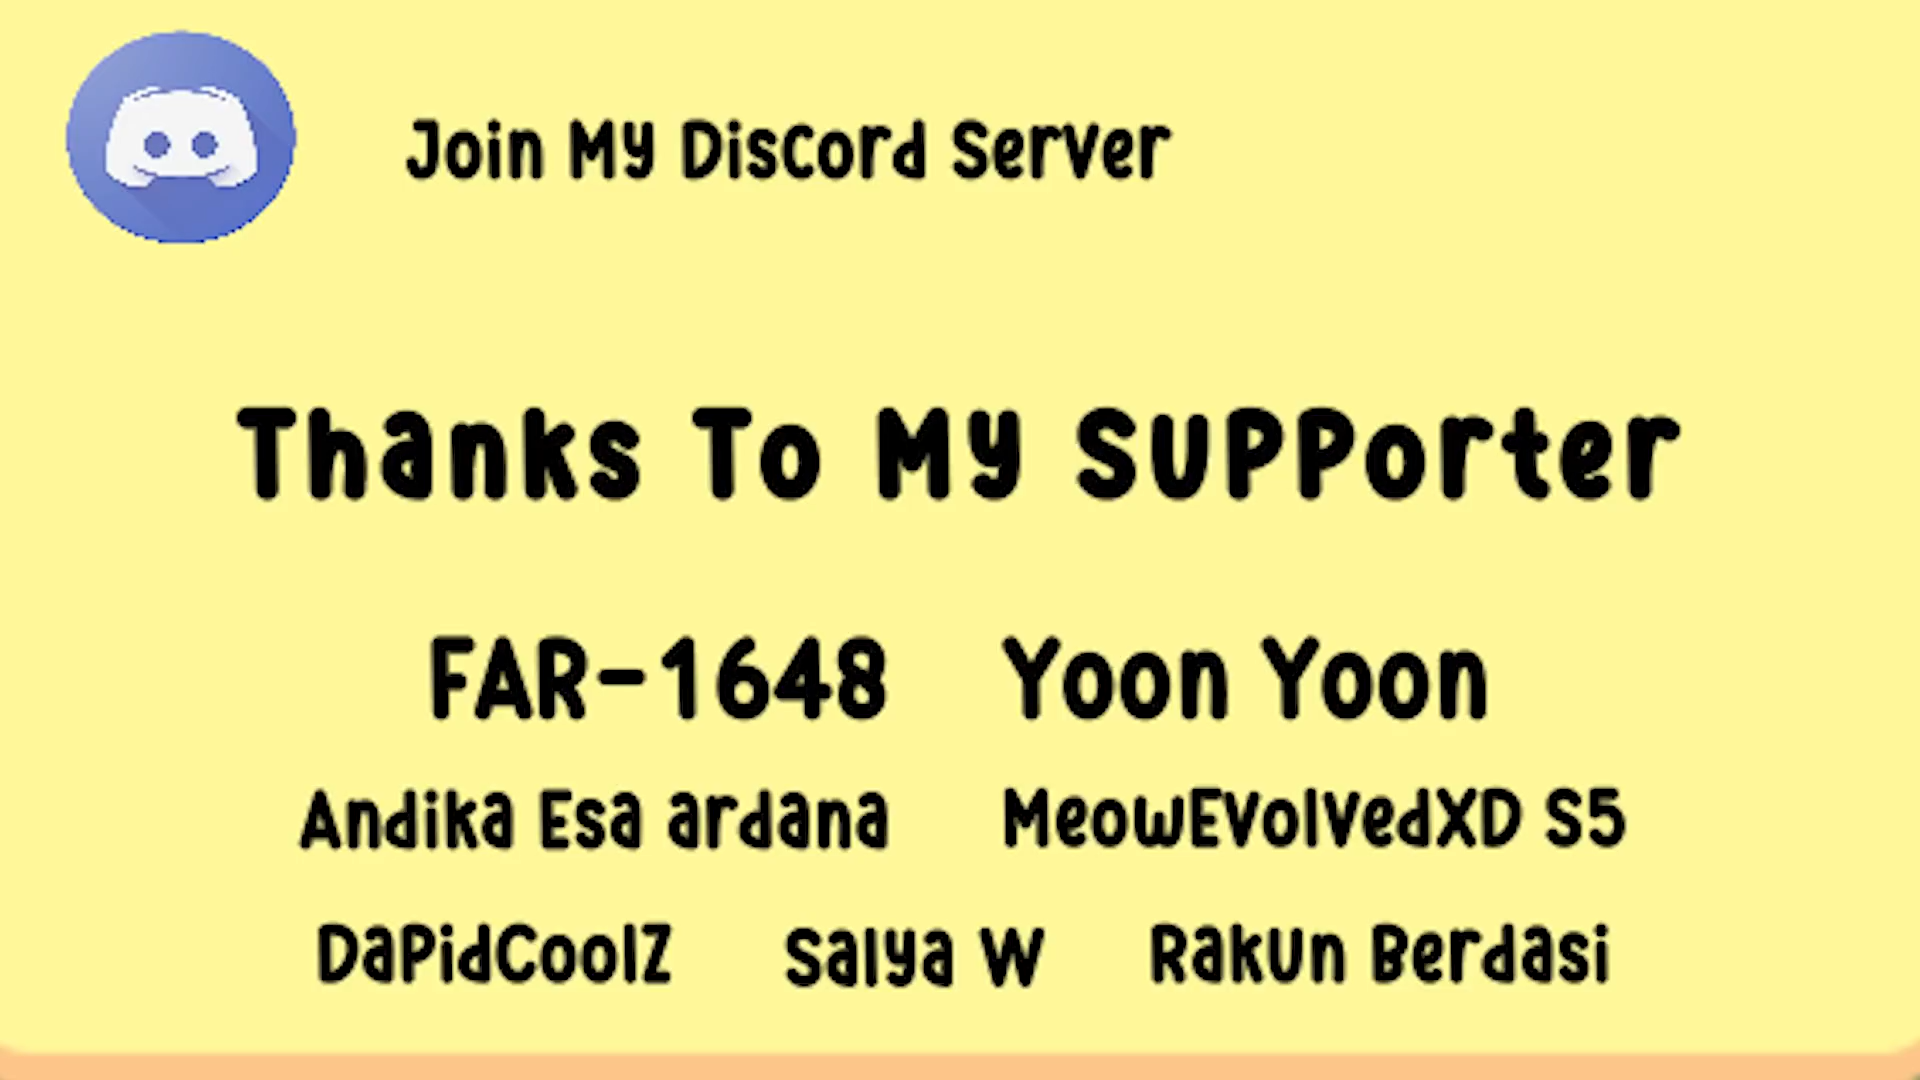 Join My Discord Server
Thanks To My Supporter
FAR-1648 Yoon Yoon
Andika Esa ardana MeowEvolvedXD S5
DapidCoolZ Salya W Rakun Berdasi